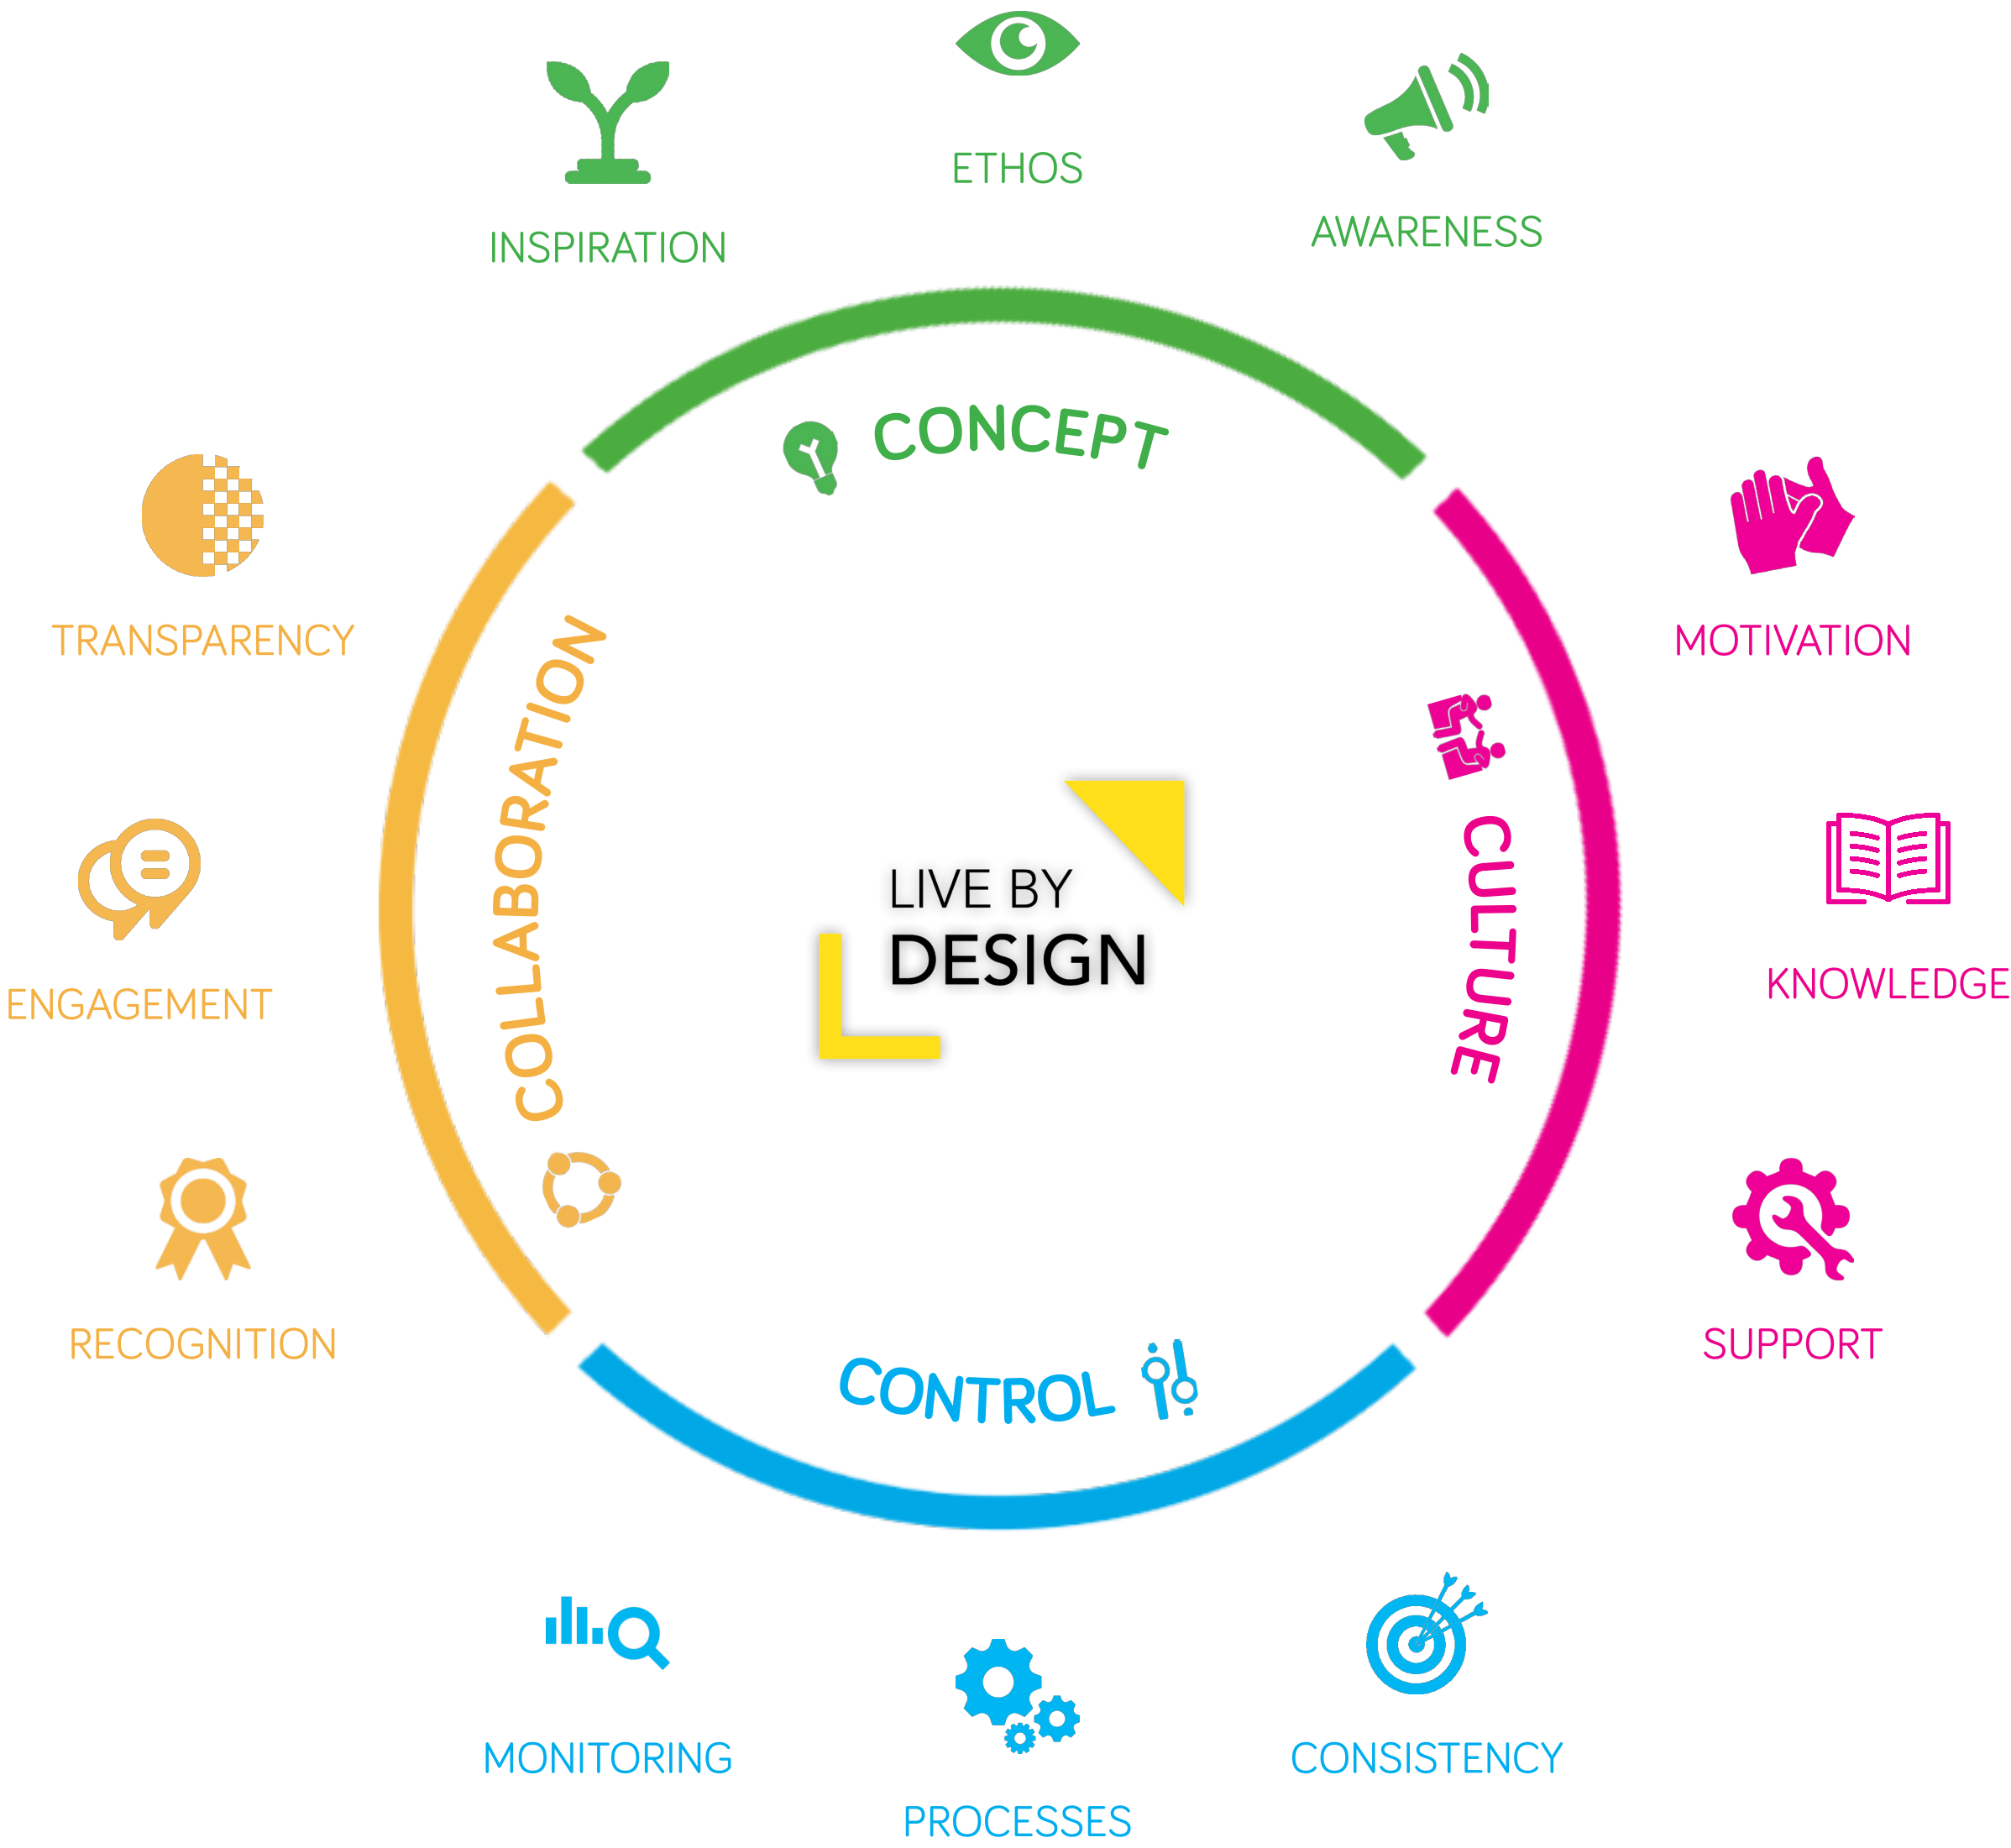 ETHOS
INSPIRATION
AWARENESS
CONCEPT
TRANSPARENCY
MOTIVATION
COLLABORATION
CULTURE
LIVE BY
DESIGN
ENGAGEMENT
KNOWLEDGE
RECOGNITION
SUPPORT
CONTROL
MONITORING
PROCESSES
CONSISTENCY